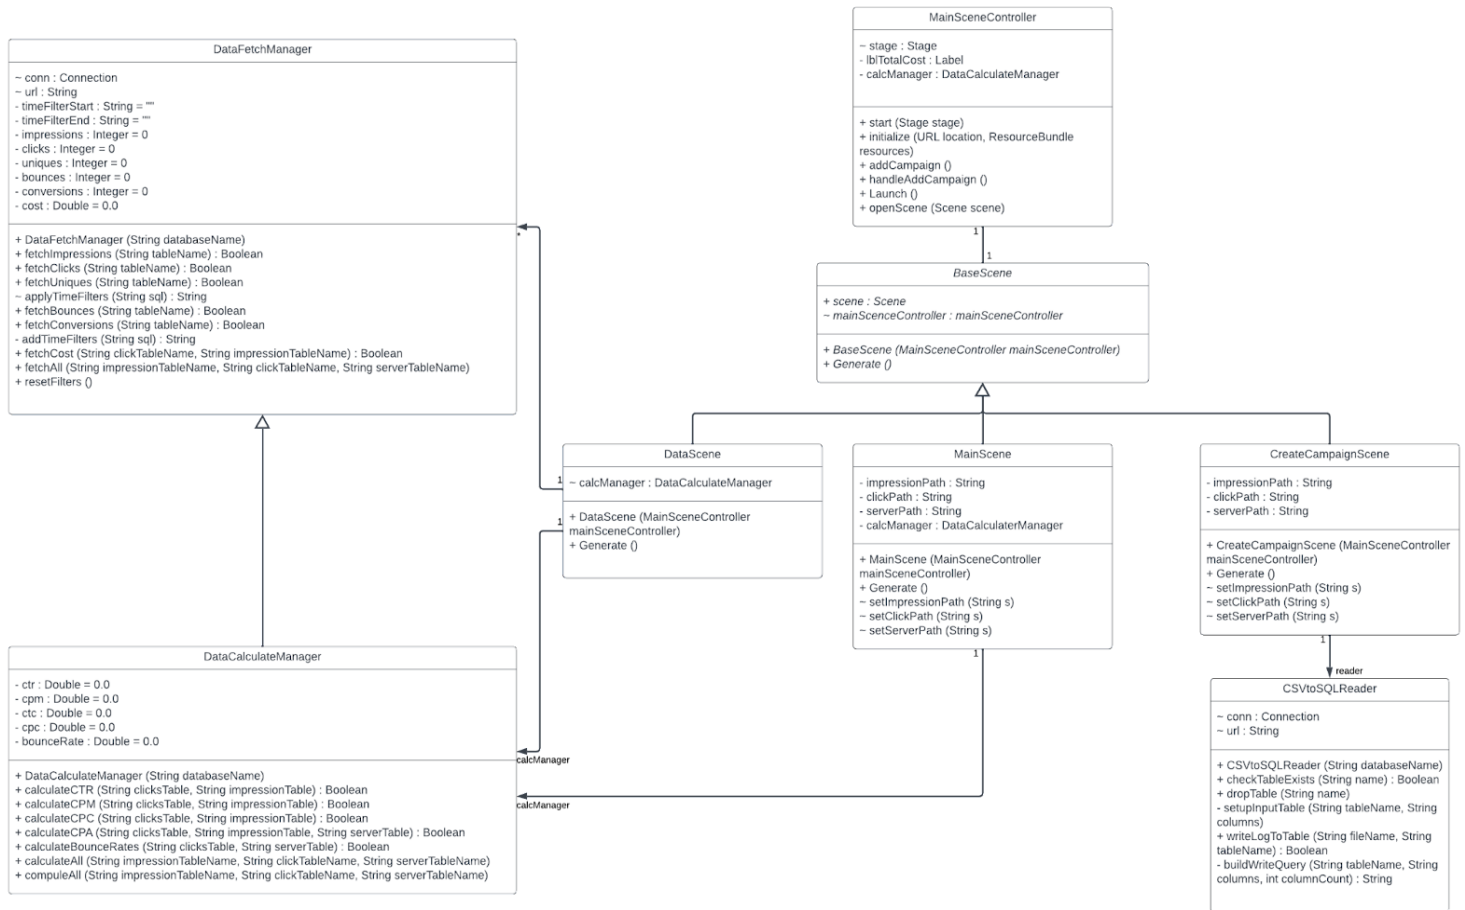 MainSceneController
~ stage : Stage
- lblTotalCost : Label
- calcManager : DataCalculateManager
+ start (Stage stage)
+ initialize (URL location, ResourceBundle
resources)
+ addCampaign ()
+ handleAddCampaign ()
+ Launch ()
+ openScene (Scene scene)
1
1
DataFetchManager
~ conn : Connection
~ url : String
- timeFilterStart : String = ""
- timeFilterEnd : String = ""
- impressions : Integer = 0
- clicks : Integer = 0
- uniques : Integer = 0
- bounces : Integer = 0
- conversions : Integer = 0
- cost : Double = 0.0
+ DataFetchManager (String databaseName)
+ fetchImpressions (String tableName) : Boolean
+ fetchClicks (String tableName) : Boolean
+ fetchUniques (String tableName) : Boolean
~ applyTimeFilters (String sql) : String
+ fetchBounces (String tableName) : Boolean
+ fetchConversions (String tableName) : Boolean
- addTimeFilters (String sql) : String
+ fetchCost (String clickTableName, String impressionTableName) : Boolean
+ fetchAll (String impressionTableName, String clickTableName, String serverTableName)
+ resetFilters ()
*
BaseScene
+ scene : Scene
~ mainScenceController : mainSceneController
+ BaseScene (MainSceneController mainSceneController)
+ Generate ()
DataScene
~ calcManager : DataCalculateManager
+ DataScene (MainSceneController
mainSceneController)
+ Generate ()
1
1
MainScene
- impressionPath : String
- clickPath : String
- serverPath : String
- calcManager : DataCalculaterManager
+ MainScene (MainSceneController
mainSceneController)
+ Generate ()
~ setImpressionPath (String s)
~ setClickPath (String s)
~ setServerPath (String s)
1
CreateCampaignScene
- impressionPath : String
- clickPath : String
- serverPath : String
+ CreateCampaignScene (MainSceneController
mainSceneController)
+ Generate ()
~ setImpressionPath (String s)
~ setClickPath (String s)
~ setServerPath (String s)
1
reader
DataCalculateManager
- ctr : Double = 0.0
- cpm : Double = 0.0
- ctc : Double = 0.0
- cpc : Double = 0.0
- bounceRate : Double = 0.0
+ DataCalculateManager (String databaseName)
+ calculateCTR (String clicksTable, String impressionTable) : Boolean
+ calculateCPM (String clicksTable, String impressionTable) : Boolean
+ calculateCPC (String clicksTable, String impressionTable) : Boolean
+ calculateCPA (String clicksTable, String impressionTable, String serverTable) : Boolean
+ calculateBounceRates (String clicksTable, String serverTable) : Boolean
+ calculateAll (String impressionTableName, String clickTableName, String serverTableName)
+ compuleAll (String impressionTableName, String clickTableName, String serverTableName)
calcManager
calcManager
CSVtoSQLReader
~ conn : Connection
~ url : String
+ CSVtoSQLReader (String databaseName)
+ checkTableExists (String name) : Boolean
+ dropTable (String name)
- setupInputTable (String tableName, String
columns)
+ writeLogToTable (String fileName, String
tableName) : Boolean
- buildWriteQuery (String tableName, String
columns, int columnCount) : String